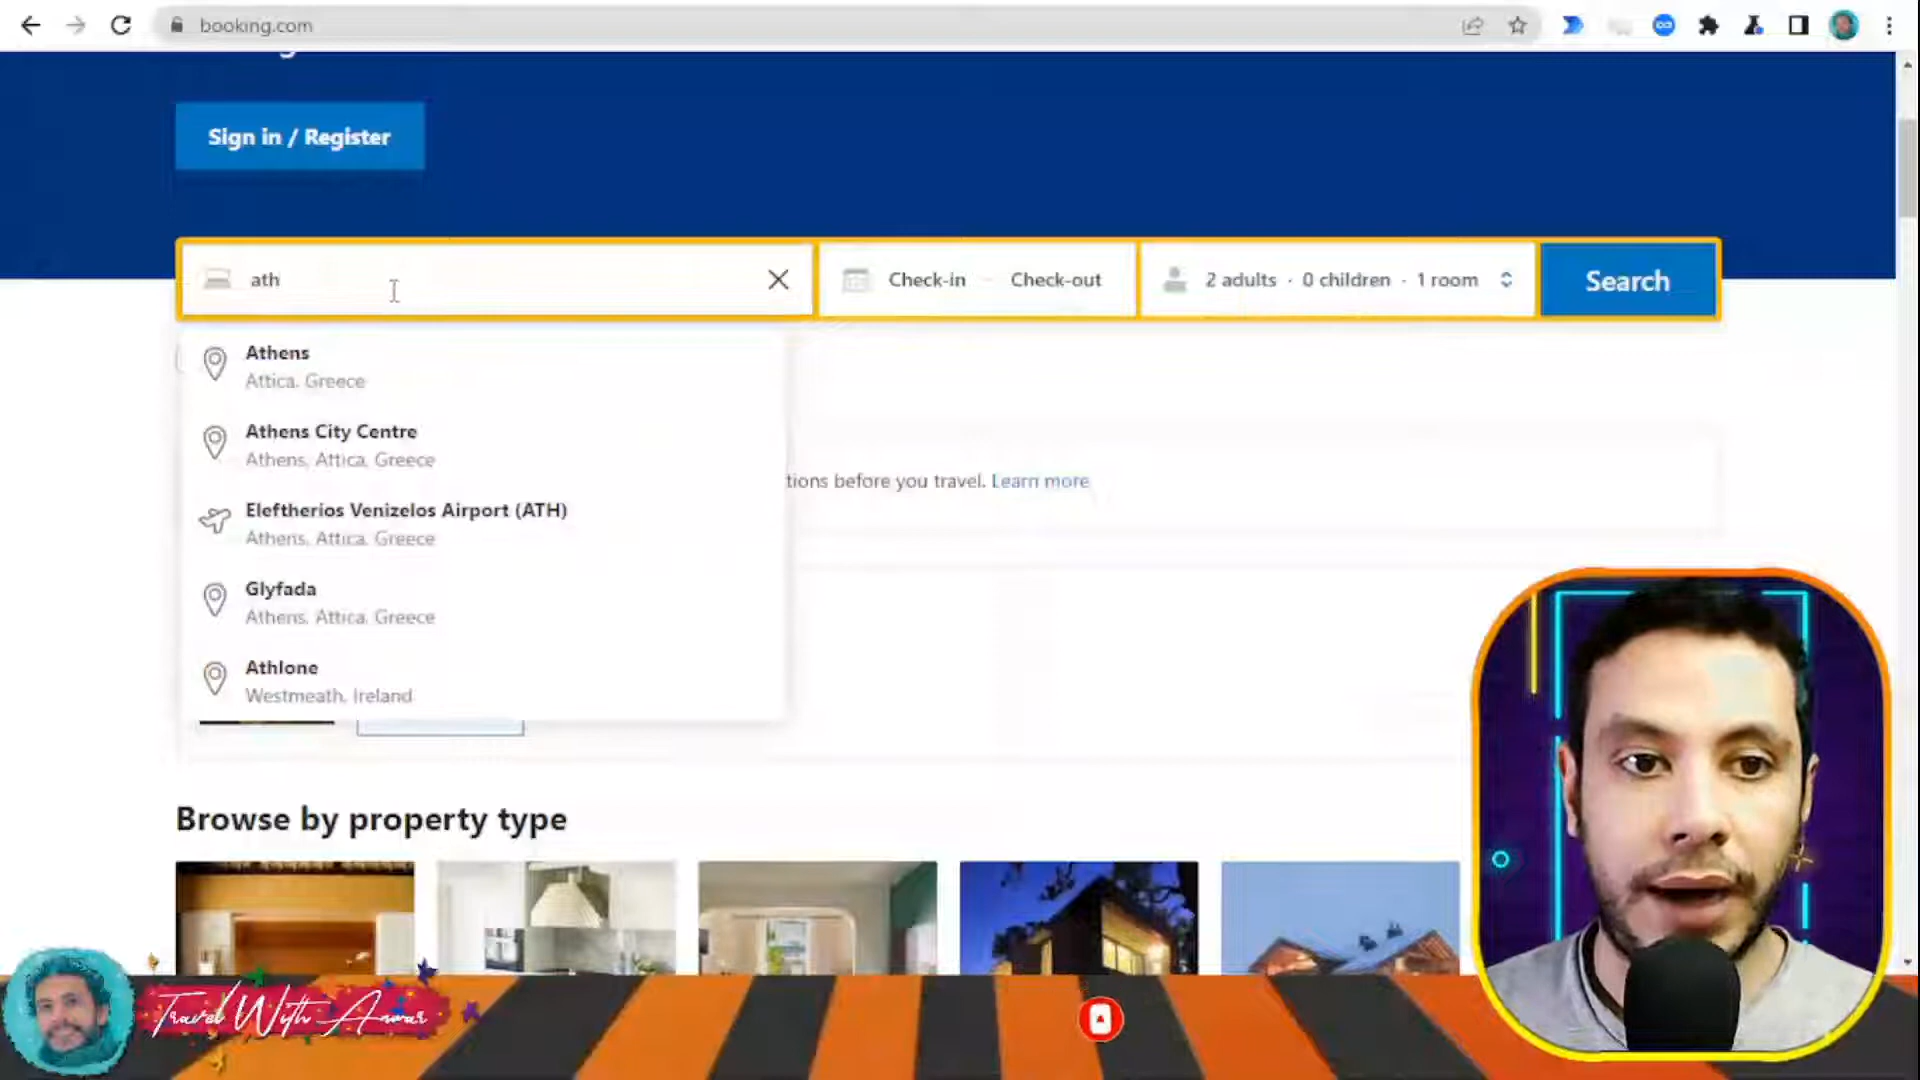 booking.com
Sign in / Register
ath
Check-in — Check-out
2 adults · 0 children · 1 room
Search
Athens
Attica, Greece
Athens City Centre
Athens, Attica, Greece
tions before you travel. Learn more
Eleftherios Venizelos Airport (ATH)
Athens, Attica, Greece
Glyfada
Athens, Attica, Greece
Athlone
Westmeath, Ireland
Browse by property type
Travel With Anwar